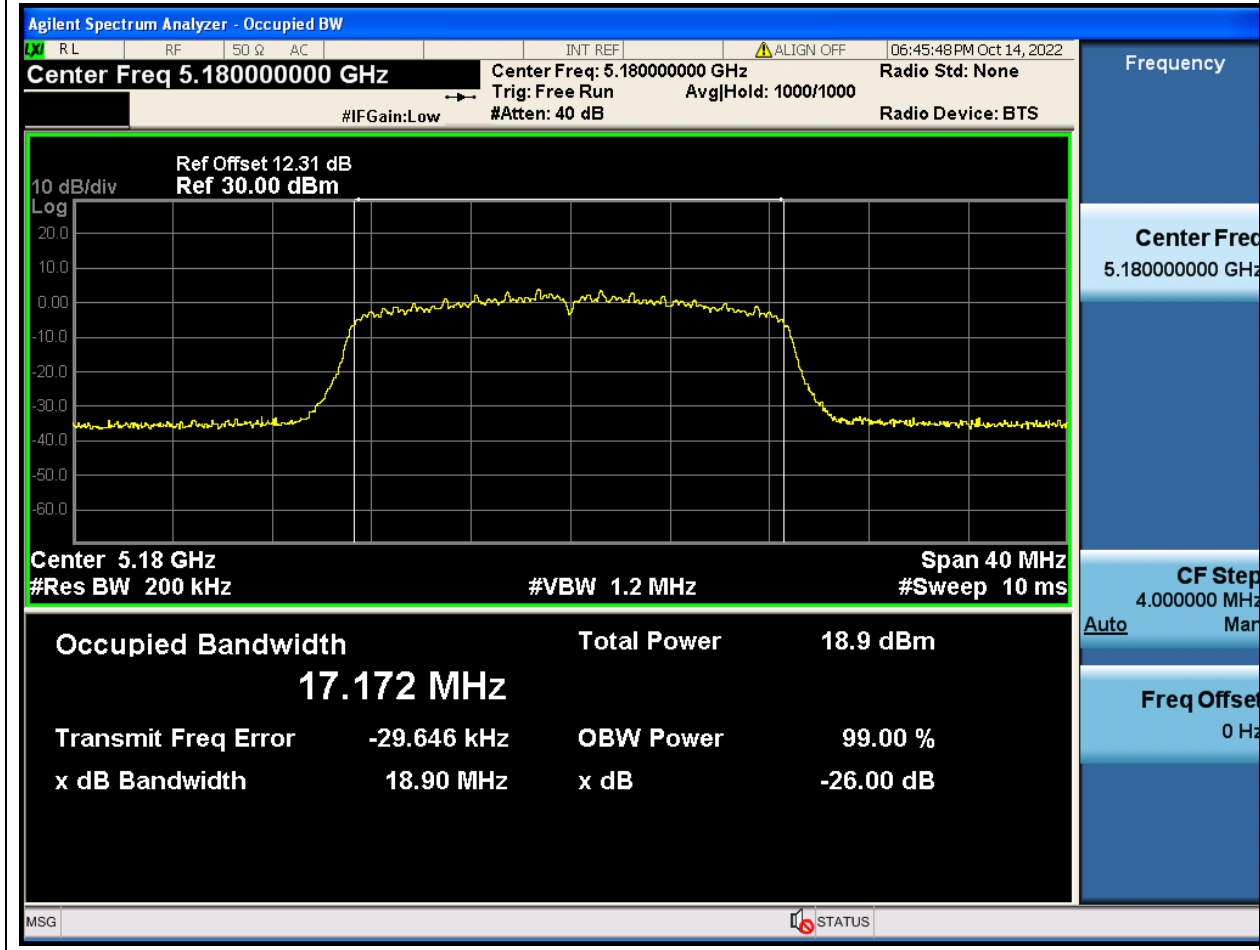 Agilent Spectrum Analyzer - Occupied BW
LXI RL RF 50 Ω AC INT REF ALIGN OFF 06:45:48 PM Oct 14, 2022
Center Freq 5.180000000 GHz
Center Freq: 5.180000000 GHz
Radio Std: None
Trig: Free Run Avg|Hold: 1000/1000
#IFGain:Low
#Atten: 40 dB
Radio Device: BTS
Ref Offset 12.31 dB
10 dB/div Ref 30.00 dBm
Log
20.0
10.0
0.00
-10.0
-20.0
-30.0
-40.0
-50.0
-60.0
Center 5.18 GHz Span 40 MHz
#Res BW 200 kHz #VBW 1.2 MHz #Sweep 10 ms
Occupied Bandwidth Total Power 18.9 dBm
17.172 MHz
Transmit Freq Error -29.646 kHz OBW Power 99.00 %
x dB Bandwidth 18.90 MHz x dB -26.00 dB
MSG STATUS
Frequency
Center Freq
5.180000000 GHz
CF Step
4.000000 MHz
Auto Man
Freq Offset
0 Hz